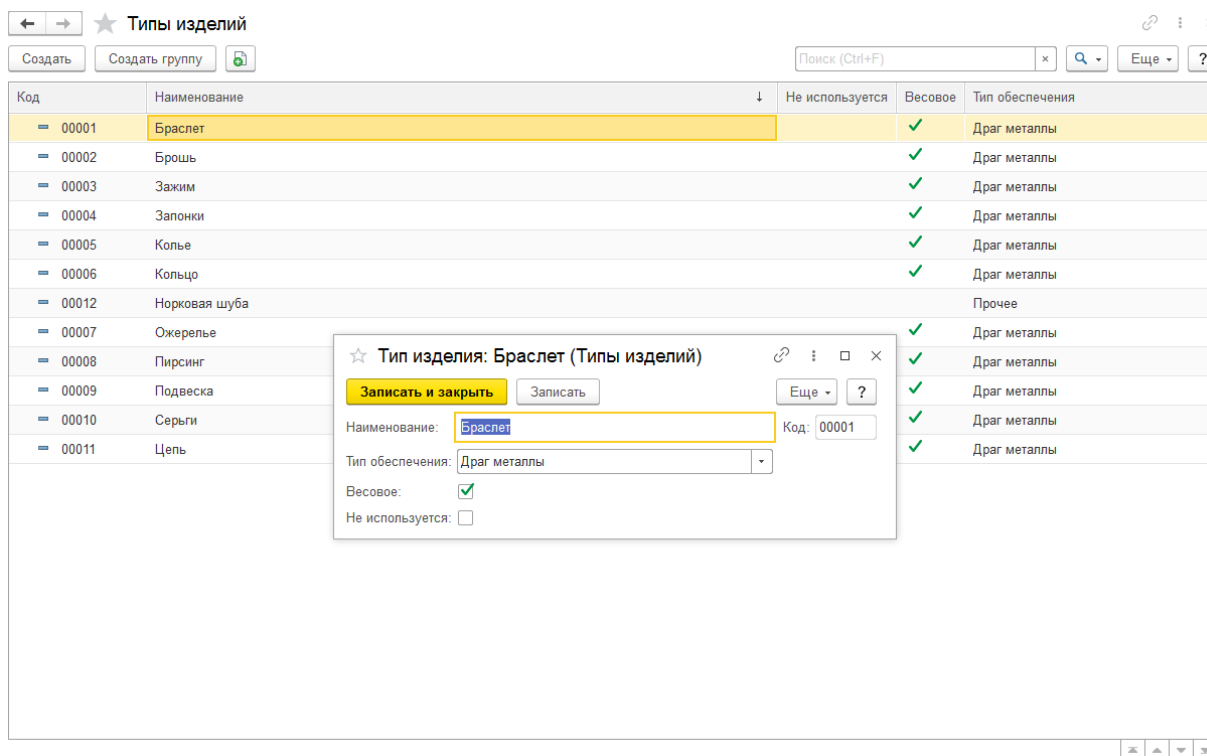 Типы изделий
Создать Создать группу Поиск (Ctrl+F) × Еще ?
Код Наименование ↓ Не используется Весовое Тип обеспечения
00001 Браслет Драг металлы
00002 Брошь Драг металлы
00003 Зажим Драг металлы
00004 Запонки Драг металлы
00005 Колье Драг металлы
00006 Кольцо Драг металлы
00012 Норковая шуба Прочее
00007 Ожерелье Драг металлы
00008 Пирсинг Драг металлы
00009 Подвеска Драг металлы
00010 Серьги Драг металлы
00011 Цепь Драг металлы
Тип изделия: Браслет (Типы изделий)
Записать и закрыть Записать Еще ?
Наименование: Браслет Код: 00001
Тип обеспечения: Драг металлы
Весовое:
Не используется: